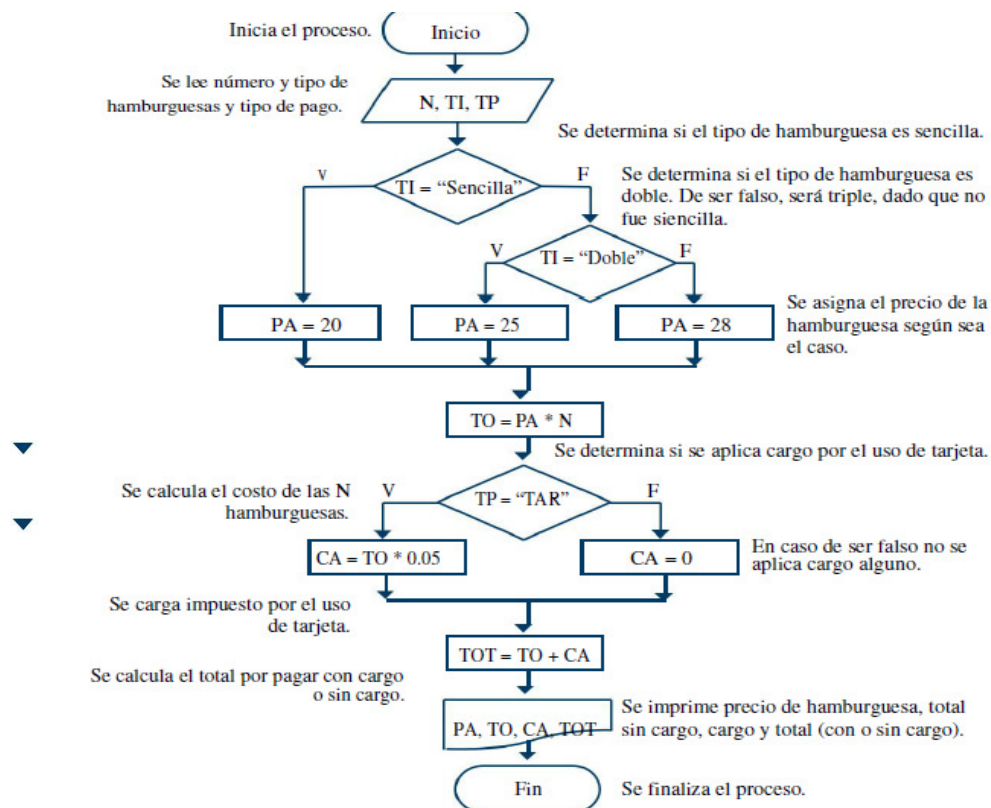 Inicia el proceso.
Inicio
Se lee número y tipo de
hamburguesas y tipo de pago.
N, TI, TP
Se determina si el tipo de hamburguesa es sencilla.
V
TI = “Sencilla”
F
Se determina si el tipo de hamburguesa es
doble. De ser falso, será triple, dado que no
fue siencilla.
V
TI = “Doble”
F
PA = 20
PA = 25
PA = 28
Se asigna el precio de la
hamburguesa según sea
el caso.
TO = PA * N
Se determina si se aplica cargo por el uso de tarjeta.
Se calcula el costo de las N
hamburguesas.
V
TP = “TAR”
F
CA = TO * 0.05
CA = 0
En caso de ser falso no se
aplica cargo alguno.
Se carga impuesto por el uso
de tarjeta.
TOT = TO + CA
Se calcula el total por pagar con cargo
o sin cargo.
PA, TO, CA, TOT
Se imprime precio de hamburguesa, total
sin cargo, cargo y total (con o sin cargo).
Fin
Se finaliza el proceso.